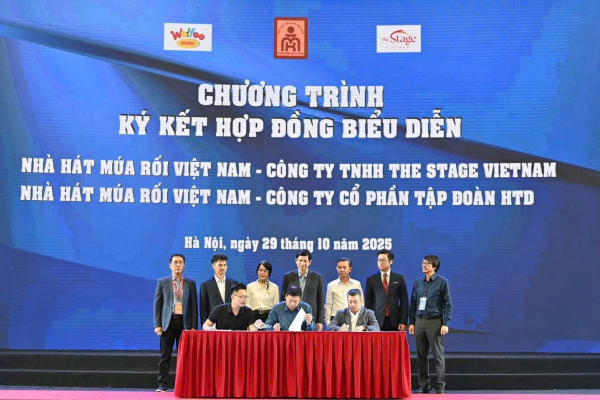 Wolfoo
The Stage
CHƯƠNG TRÌNH
KÝ KẾT HỢP ĐỒNG BIỂU DIỄN
NHÀ HÁT MÚA RỐI VIỆT NAM - CÔNG TY TNHH THE STAGE VIETNAM
NHÀ HÁT MÚA RỐI VIỆT NAM - CÔNG TY CỔ PHẦN TẬP ĐOÀN HTD
Hà Nội, ngày 29 tháng 10 năm 2025